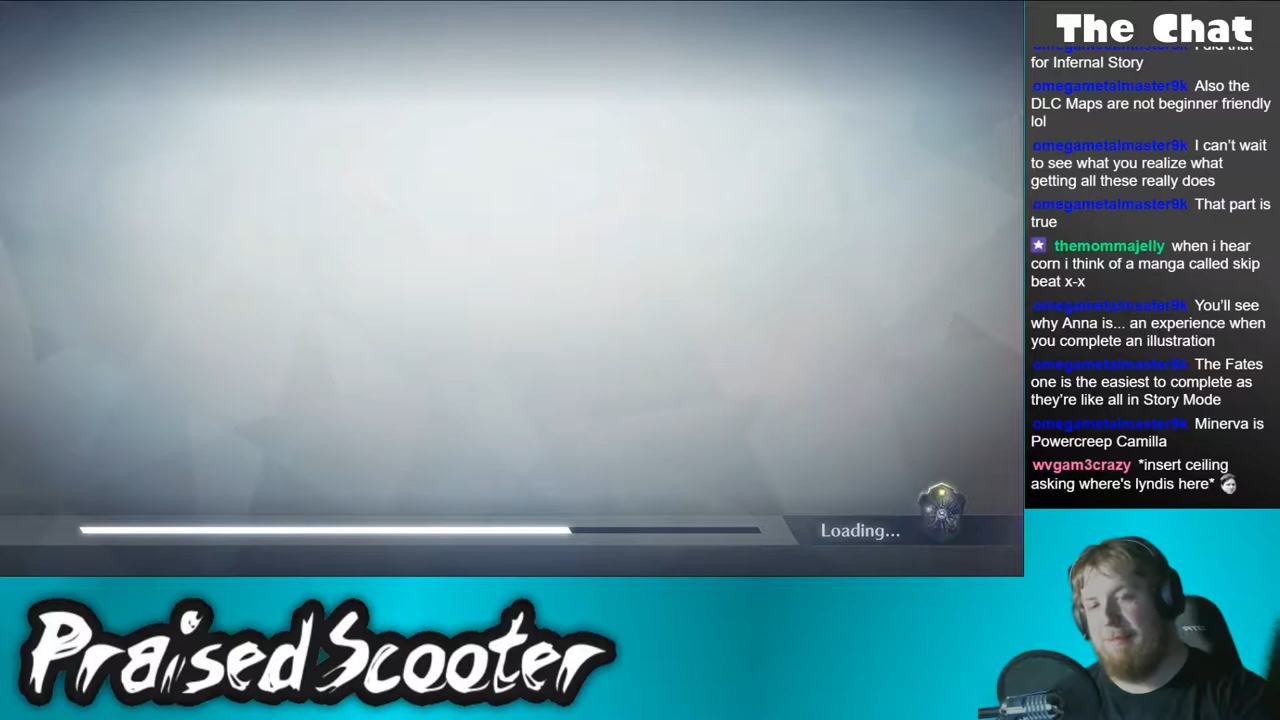 The Chat
omegametalmaster9k I did that
for Infernal Story
omegametalmaster9k Also the
DLC Maps are not beginner friendly
lol
omegametalmaster9k I can't wait
to see what you realize what
getting all these really does
omegametalmaster9k That part is
true
themommajelly when i hear
corn i think of a manga called skip
beat x-x
omegametalmaster9k You'll see
why Anna is... an experience when
you complete an illustration
omegametalmaster9k The Fates
one is the easiest to complete as
they're like all in Story Mode
omegametalmaster9k Minerva is
Powercreep Camilla
wvgam3crazy *insert ceiling
asking where's lyndis here*
Loading...
PraisedScooter